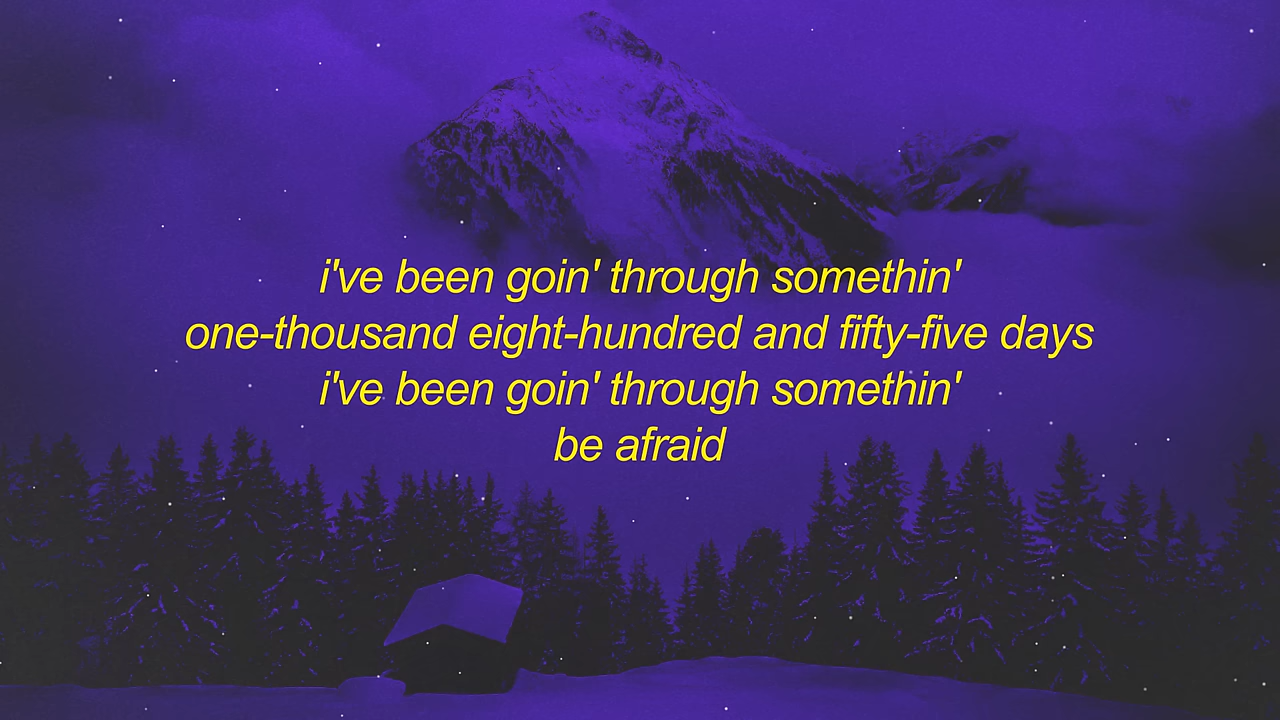 i've been goin' through somethin'
one-thousand eight-hundred and fifty-five days
i've been goin' through somethin'
be afraid